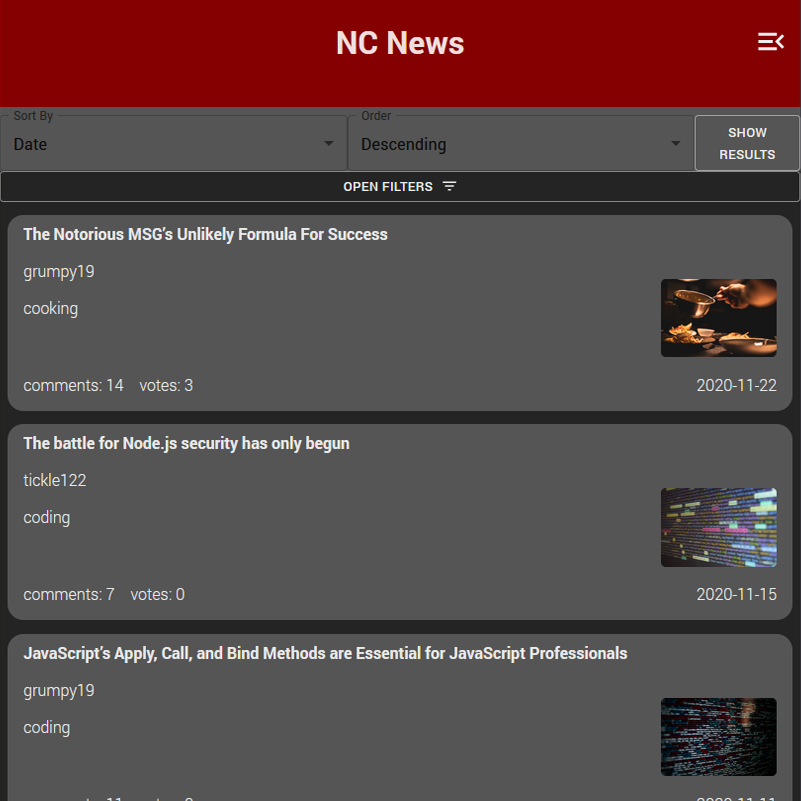 NC News
Sort By
Order
Date
Descending
SHOW
RESULTS
OPEN FILTERS
The Notorious MSG’s Unlikely Formula For Success
grumpy19
cooking
comments: 14 votes: 3
2020-11-22
The battle for Node.js security has only begun
tickle122
coding
comments: 7 votes: 0
2020-11-15
JavaScript’s Apply, Call, and Bind Methods are Essential for JavaScript Professionals
grumpy19
coding